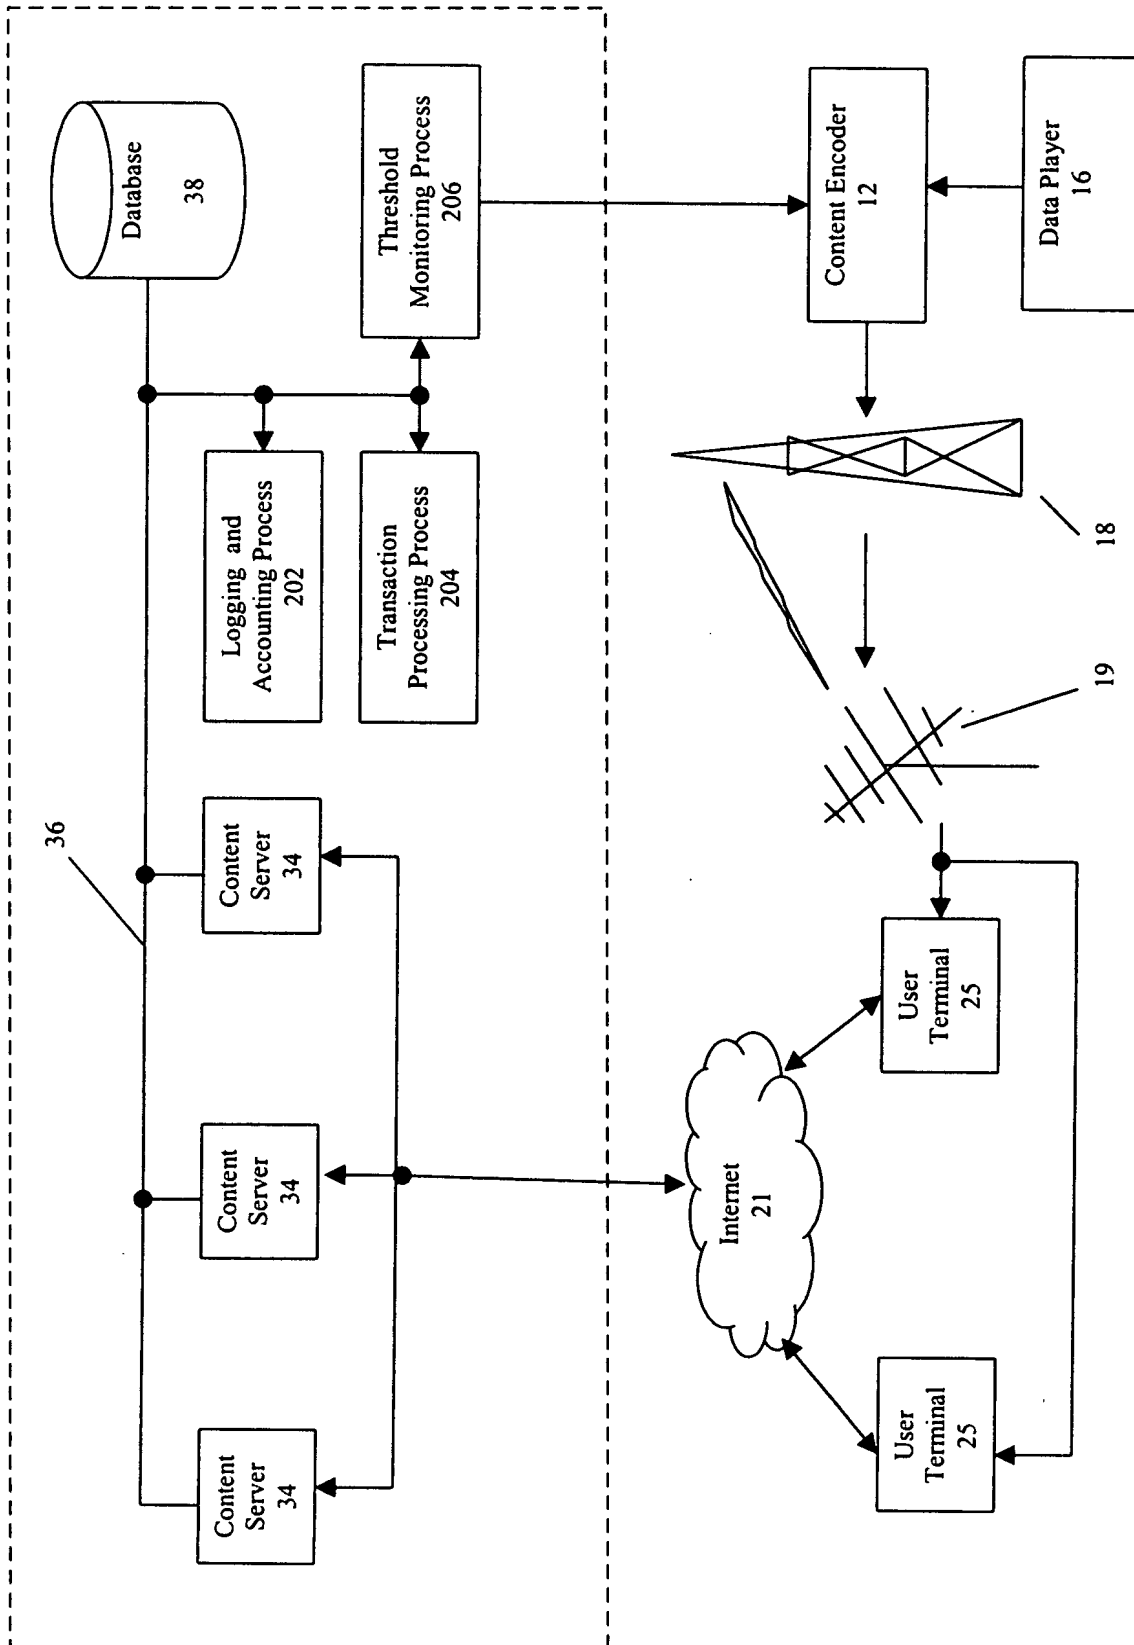 Database
38
Threshold
Monitoring Process
206
Logging and
Accounting Process
202
Transaction
Processing Process
204
36
Content
Server
34
Content
Server
34
Content
Server
34
Content Encoder
12
Data Player
16
18
19
Internet
21
User
Terminal
25
User
Terminal
25